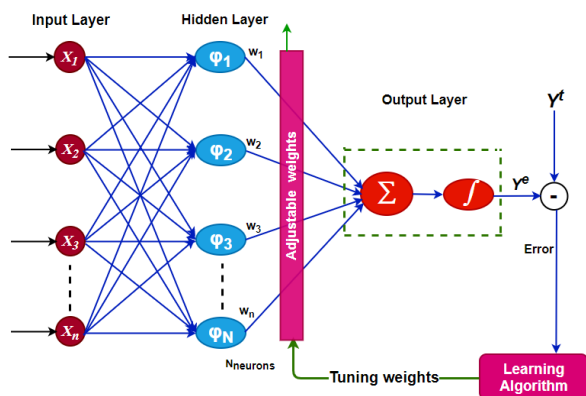 Input Layer
Hidden Layer
X1
X2
X3
Xn
φ1
φ2
φ3
φN
w1
w2
w3
wn
Nneurons
Adjustable weights
Output Layer
Σ
∫
Ye
Yt
-
Error
Tuning weights
Learning
Algorithm